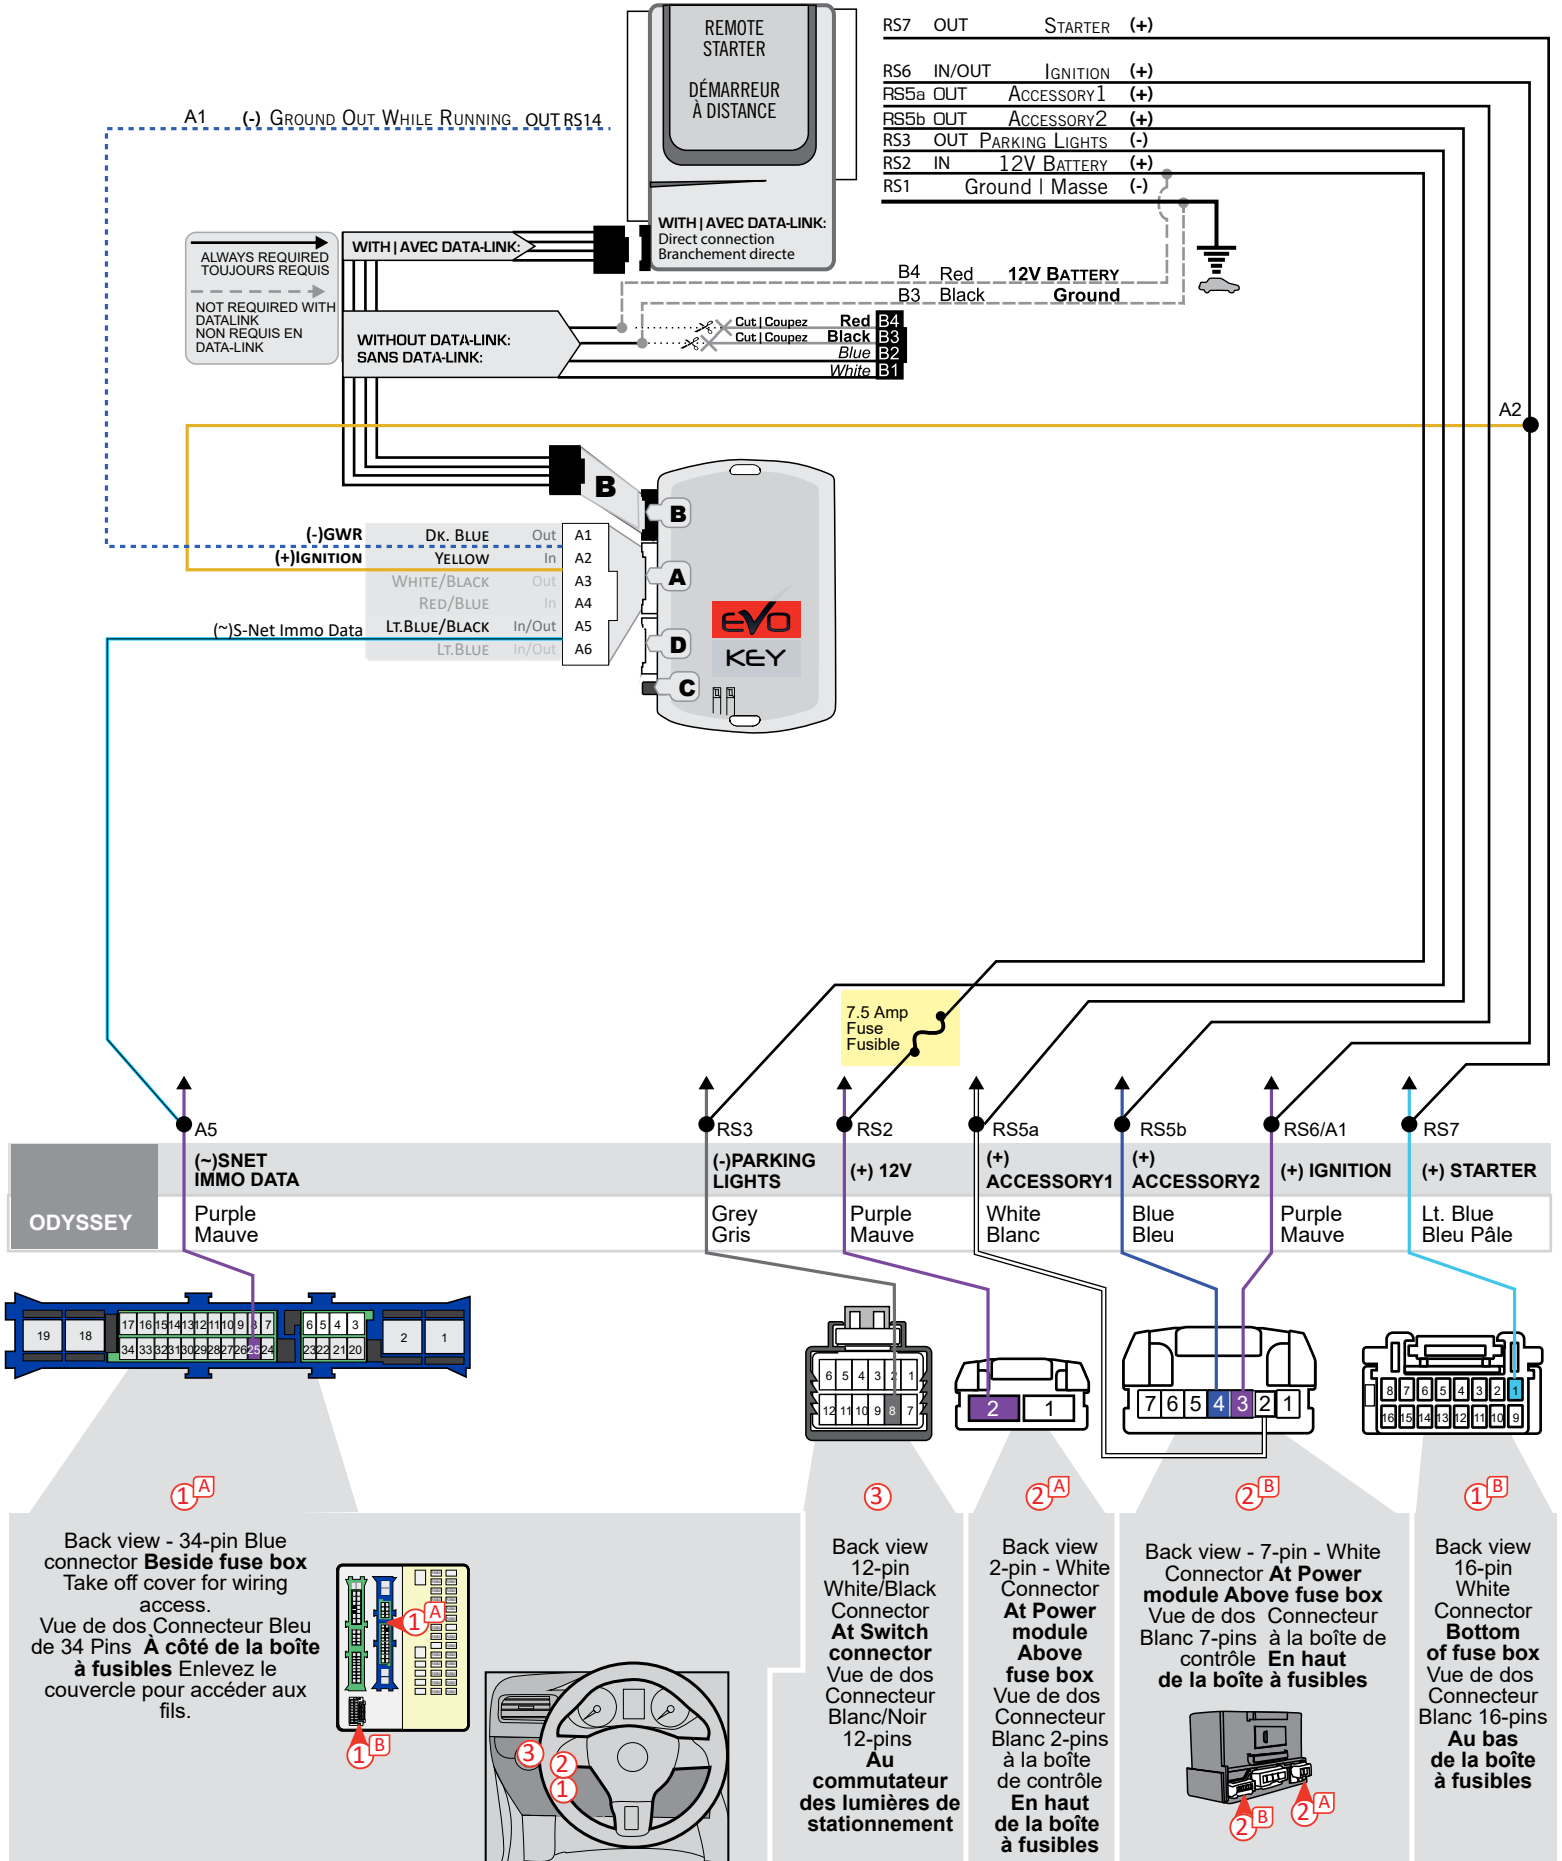 REMOTE
STARTER
DÉMARREUR
À DISTANCE
RS7 OUT STARTER (+)
RS6 IN/OUT IGNITION (+)
RS5a OUT ACCESSORY1 (+)
RS5b OUT ACCESSORY2 (+)
RS3 OUT PARKING LIGHTS (-)
RS2 IN 12V BATTERY (+)
RS1 Ground | Masse (-)
A1 (-) GROUND OUT WHILE RUNNING OUT RS14
WITH | AVEC DATA-LINK:
Direct connection
Branchement directe
ALWAYS REQUIRED
TOUJOURS REQUIS
NOT REQUIRED WITH
DATALINK
NON REQUIS EN
DATA-LINK
WITH | AVEC DATA-LINK:
B4 Red 12V BATTERY
B3 Black Ground
WITHOUT DATA-LINK:
SANS DATA-LINK:
Cut | Coupez Red B4
Cut | Coupez Black B3
Blue B2
White B1
A2
B
B
A
D
C
EVO
KEY
(-)GWR DK. BLUE Out A1
(+)IGNITION YELLOW In A2
WHITE/BLACK Out A3
RED/BLUE In A4
(~)S-Net Immo Data LT.BLUE/BLACK In/Out A5
LT.BLUE In/Out A6
7.5 Amp
Fuse
Fusible
A5 RS3 RS2 RS5a RS5b RS6/A1 RS7
ODYSSEY
(~)SNET
IMMO DATA
Purple
Mauve
(-)PARKING
LIGHTS
Grey
Gris
(+) 12V
Purple
Mauve
(+)
ACCESSORY1
White
Blanc
(+)
ACCESSORY2
Blue
Bleu
(+) IGNITION
Purple
Mauve
(+) STARTER
Lt. Blue
Bleu Pâle
19 18 17 16 15 14 13 12 11 10 9 8 7 6 5 4 3 2 1
34 33 32 31 30 29 28 27 26 25 24 23 22 21 20
6 5 4 3 2 1
12 11 10 9 8 7
2 1
7 6 5 4 3 2 1
8 7 6 5 4 3 2 1
16 15 14 13 12 11 10 9
1 A
Back view - 34-pin Blue
connector Beside fuse box
Take off cover for wiring
access.
Vue de dos Connecteur Bleu
de 34 Pins À côté de la boîte
à fusibles Enlevez le
couvercle pour accéder aux
fils.
1 A
1 B
3
2
1
3
Back view
12-pin
White/Black
Connector
At Switch
connector
Vue de dos
Connecteur
Blanc/Noir
12-pins
Au
commutateur
des lumières de
stationnement
2 A
Back view
2-pin - White
Connector
At Power
module
Above
fuse box
Vue de dos
Connecteur
Blanc 2-pins
à la boîte
de contrôle
En haut
de la boîte
à fusibles
2 B
Back view - 7-pin - White
Connector At Power
module Above fuse box
Vue de dos Connecteur
Blanc 7-pins à la boîte de
contrôle En haut
de la boîte à fusibles
2 B
2 A
1 B
Back view
16-pin
White
Connector
Bottom
of fuse box
Vue de dos
Connecteur
Blanc 16-pins
Au bas
de la boîte
à fusibles